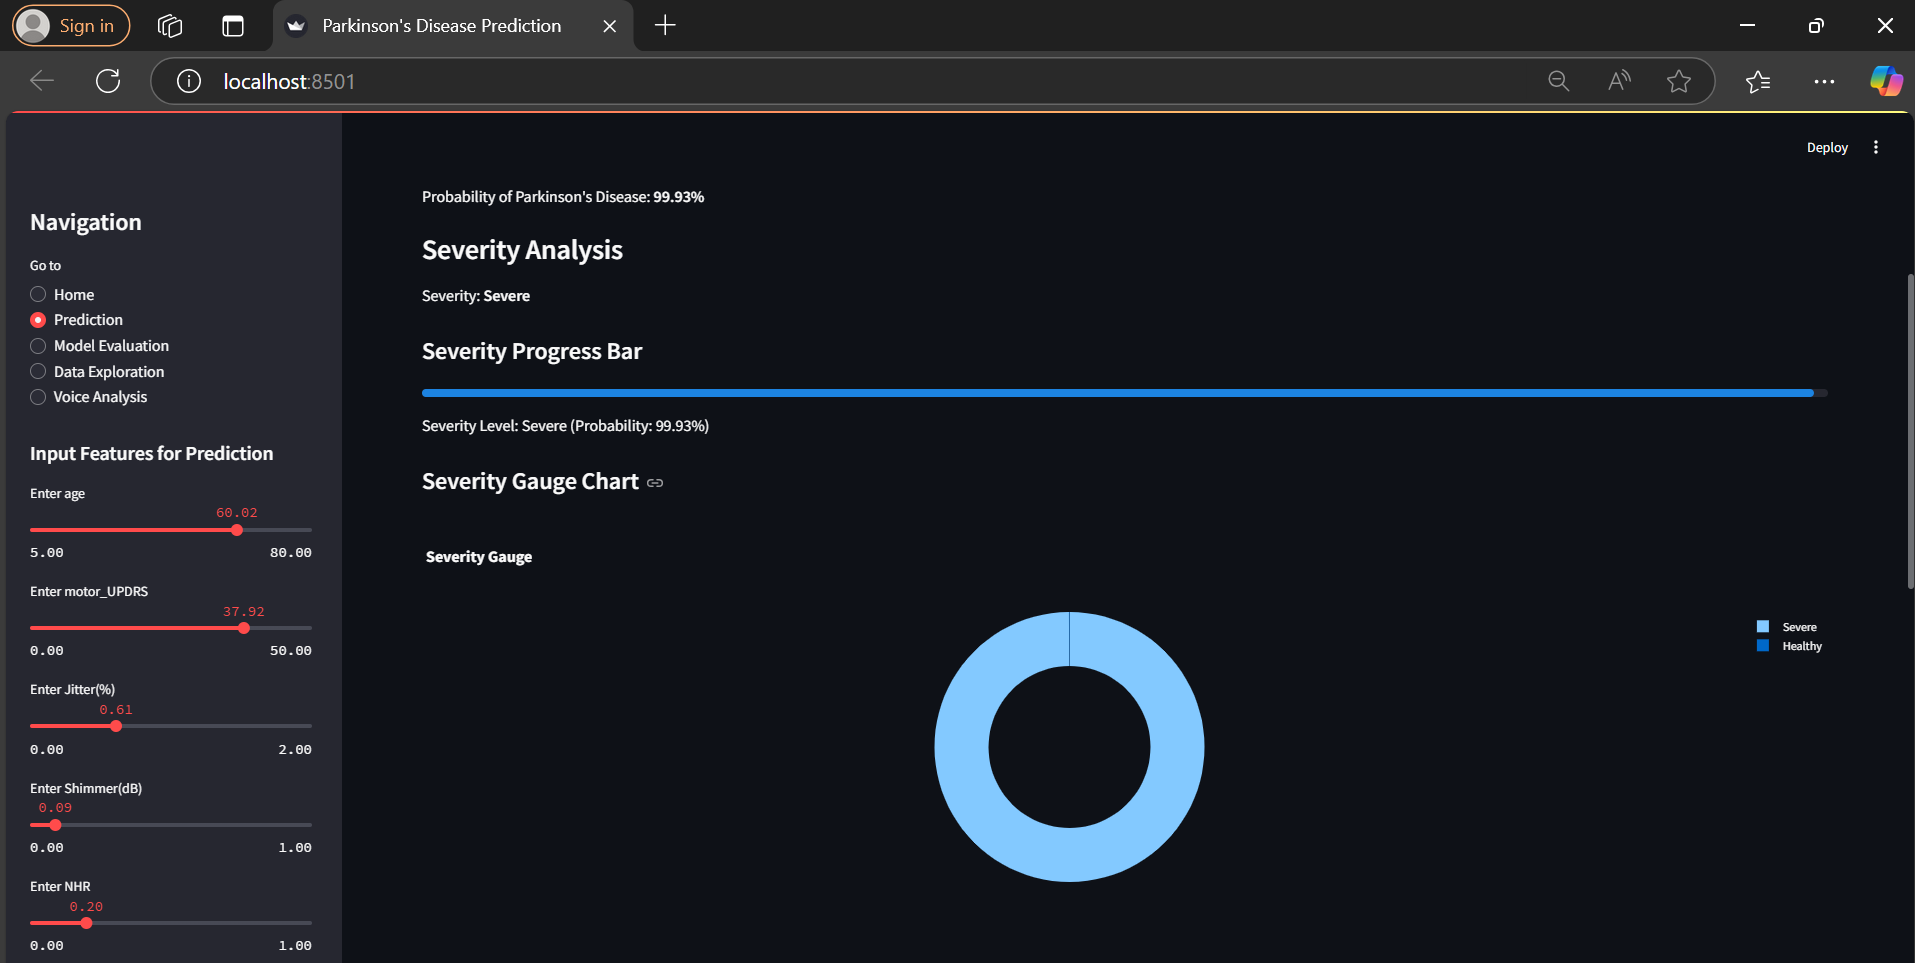 Sign in
Parkinson's Disease Prediction
localhost:8501
Deploy
Navigation
Go to
Home
Prediction
Model Evaluation
Data Exploration
Voice Analysis
Input Features for Prediction
Enter age
60.02
5.00 80.00
Enter motor_UPDRS
37.92
0.00 50.00
Enter Jitter(%)
0.61
0.00 2.00
Enter Shimmer(dB)
0.09
0.00 1.00
Enter NHR
0.20
0.00 1.00
Probability of Parkinson's Disease: 99.93%
Severity Analysis
Severity: Severe
Severity Progress Bar
Severity Level: Severe (Probability: 99.93%)
Severity Gauge Chart
Severity Gauge
Severe
Healthy